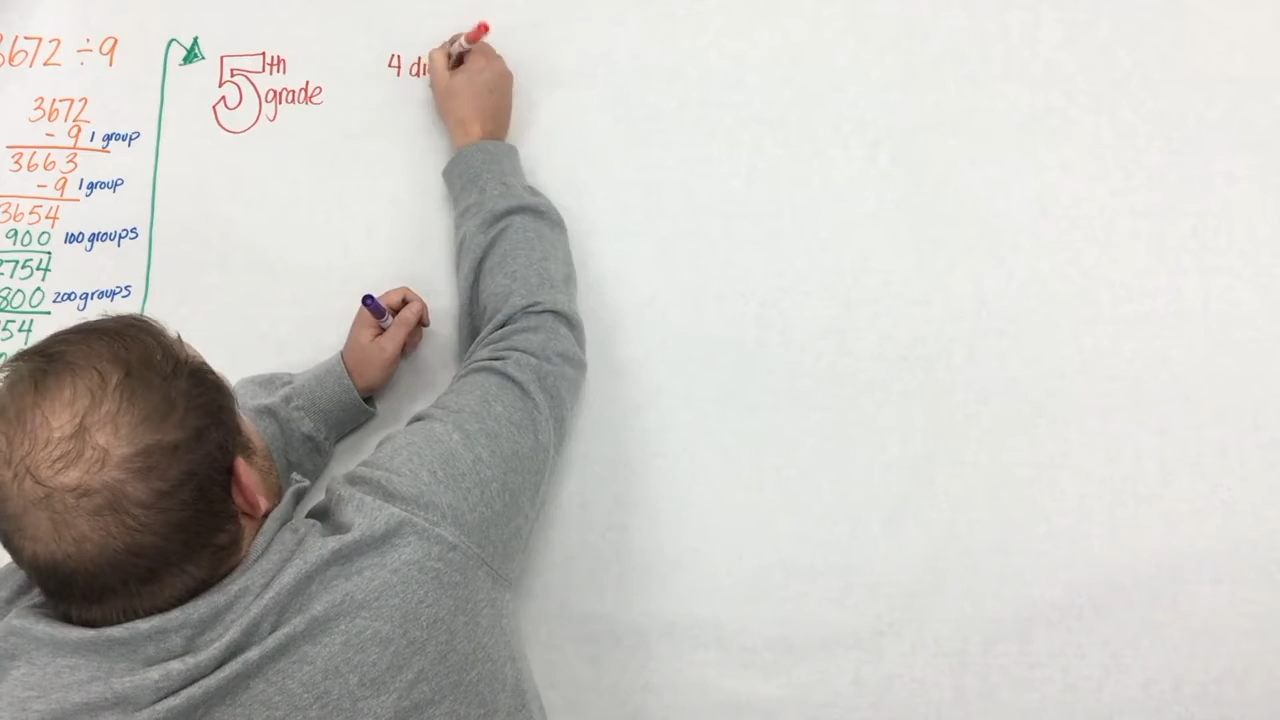 3672 ÷ 9
3672
- 9 1 group
3663
- 9 1 group
3654
900 100 groups
2754
800 200 groups
54
5th
grade
4 di